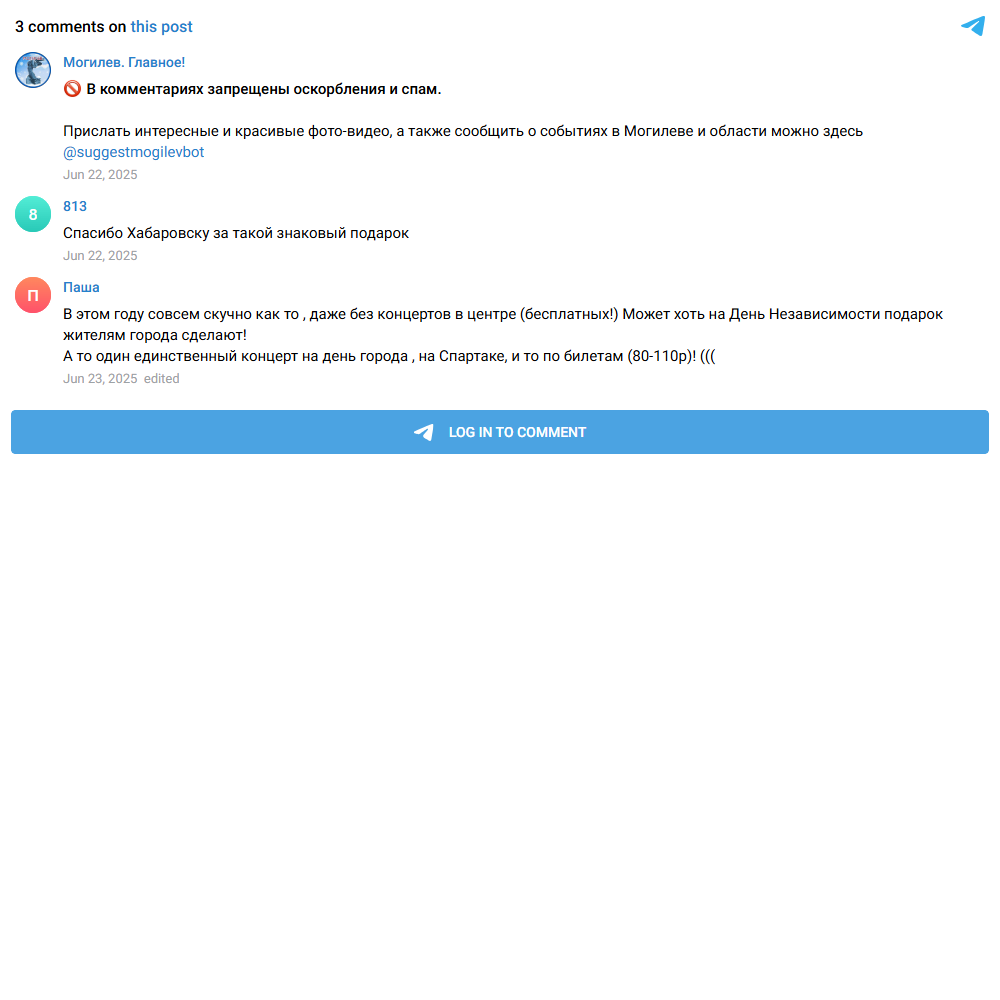 3 comments on this post
Могилев. Главное!
🚫 В комментариях запрещены оскорбления и спам.
Прислать интересные и красивые фото-видео, а также сообщить о событиях в Могилеве и области можно здесь
@suggestmogilevbot
Jun 22, 2025
8
813
Спасибо Хабаровску за такой знаковый подарок
Jun 22, 2025
П
Паша
В этом году совсем скучно как то , даже без концертов в центре (бесплатных!) Может хоть на День Независимости подарок
жителям города сделают!
А то один единственный концерт на день города , на Спартаке, и то по билетам (80-110р)! (((
Jun 23, 2025 edited
LOG IN TO COMMENT